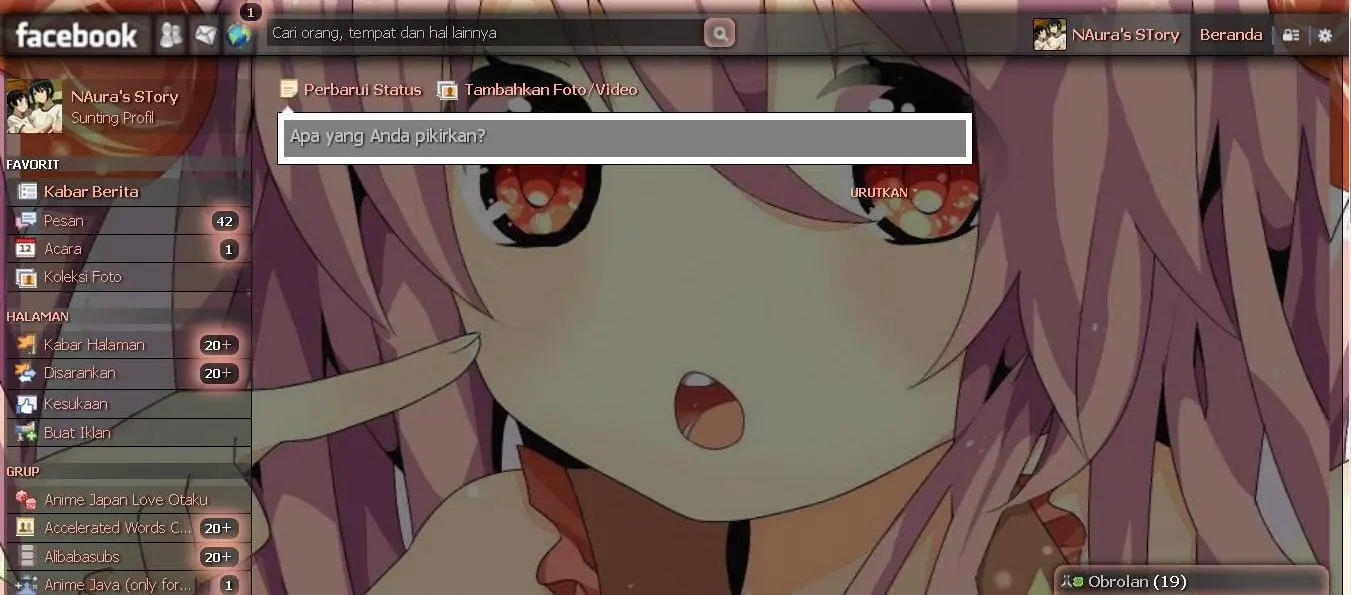 1
facebook
Cari orang, tempat dan hal lainnya
NAura's STory
Beranda
NAura's STory
Sunting Profil
Perbarui Status
Tambahkan Foto/Video
Apa yang Anda pikirkan?
URUTKAN
FAVORIT
Kabar Berita
Pesan 42
12 Acara 1
Koleksi Foto
HALAMAN
Kabar Halaman 20+
Disarankan 20+
Kesukaan
Buat Iklan
GRUP
Anime Japan Love Otaku
Accelerated Words C... 20+
Alibabasubs 20+
Anime Java (only for... 1
Obrolan (19)